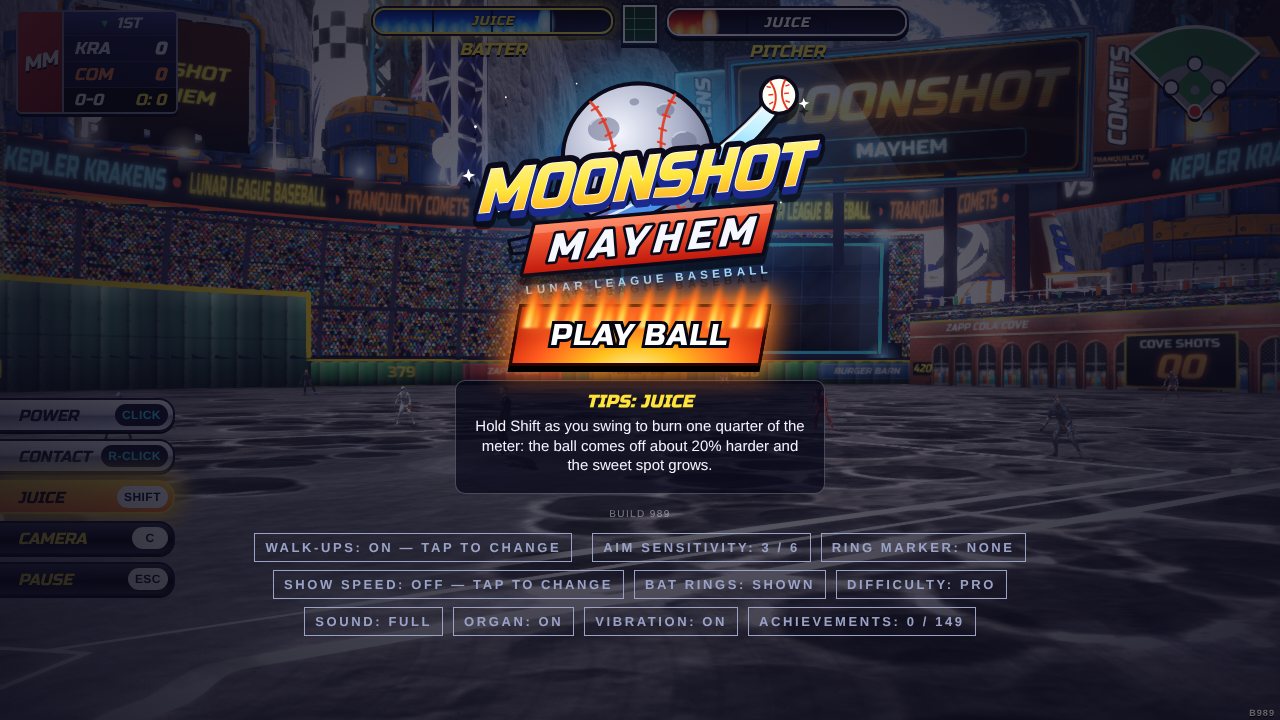 MM
▼ 1ST
KRA 0
COM 0
0-0 0: 0
JUICE
BATTER
JUICE
PITCHER
MOONSHOT
MAYHEM
COMETS
KEPLER KRAKENS • LUNAR LEAGUE BASEBALL • TRANQUILITY COMETS
TRANQUILITY
VS
KEPLER KRA
MOONSHOT
MAYHEM
LUNAR LEAGUE BASEBALL
PLAY BALL
ZAPP COLA COVE
COVE SHOTS
00
379
BURGER BARN
420
POWER CLICK
CONTACT R-CLICK
JUICE SHIFT
CAMERA C
PAUSE ESC
TIPS: JUICE
Hold Shift as you swing to burn one quarter of the
meter: the ball comes off about 20% harder and
the sweet spot grows.
BUILD 989
WALK-UPS: ON — TAP TO CHANGE AIM SENSITIVITY: 3 / 6 RING MARKER: NONE
SHOW SPEED: OFF — TAP TO CHANGE BAT RINGS: SHOWN DIFFICULTY: PRO
SOUND: FULL ORGAN: ON VIBRATION: ON ACHIEVEMENTS: 0 / 149
B989